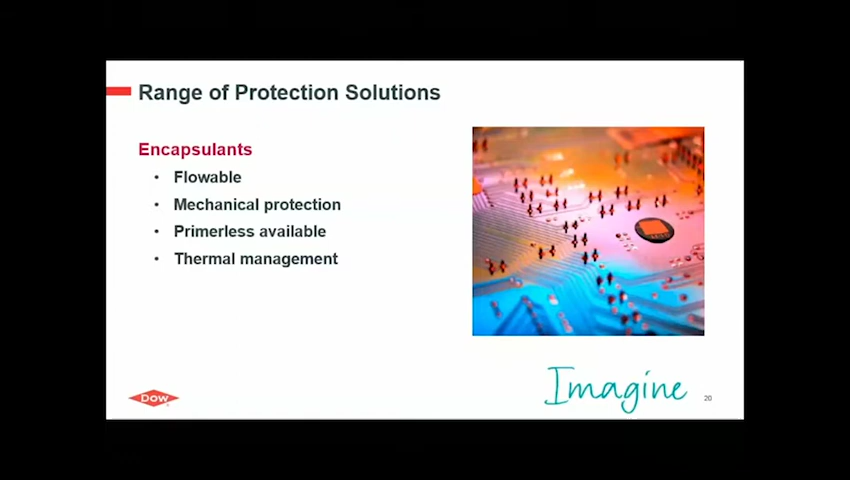 Range of Protection Solutions
Encapsulants
• Flowable
• Mechanical protection
• Primerless available
• Thermal management
Dow
Imagine
20